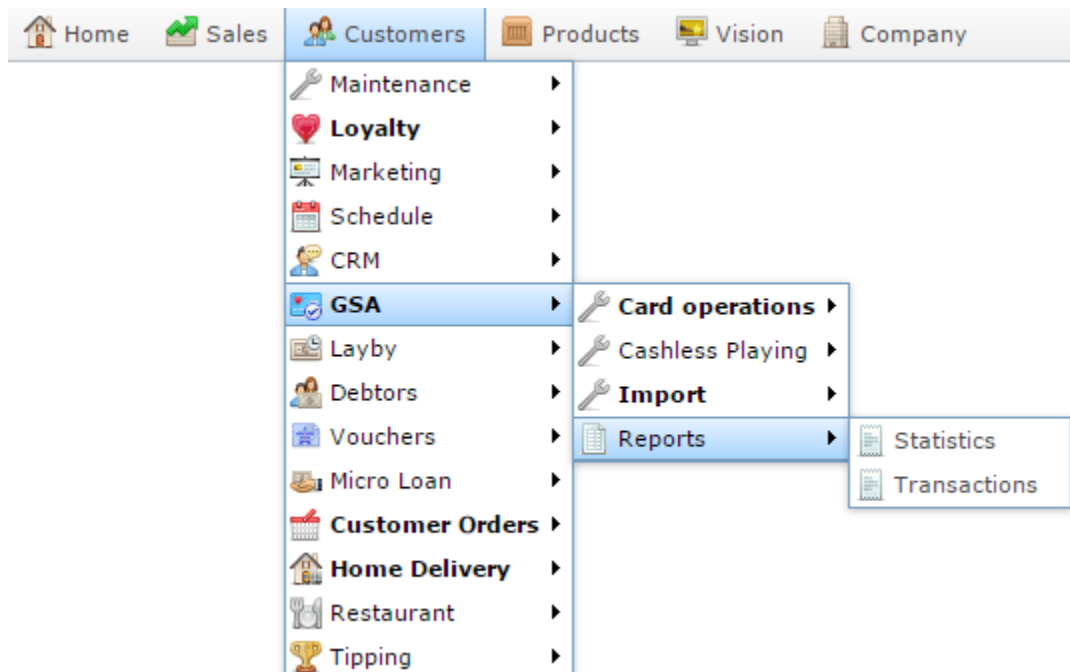 Home Sales Customers Products Vision Company
Maintenance
Loyalty
Marketing
Schedule
CRM
GSA
Layby
Debtors
Vouchers
Micro Loan
Customer Orders
Home Delivery
Restaurant
Tipping
Card operations
Cashless Playing
Import
Reports
Statistics
Transactions